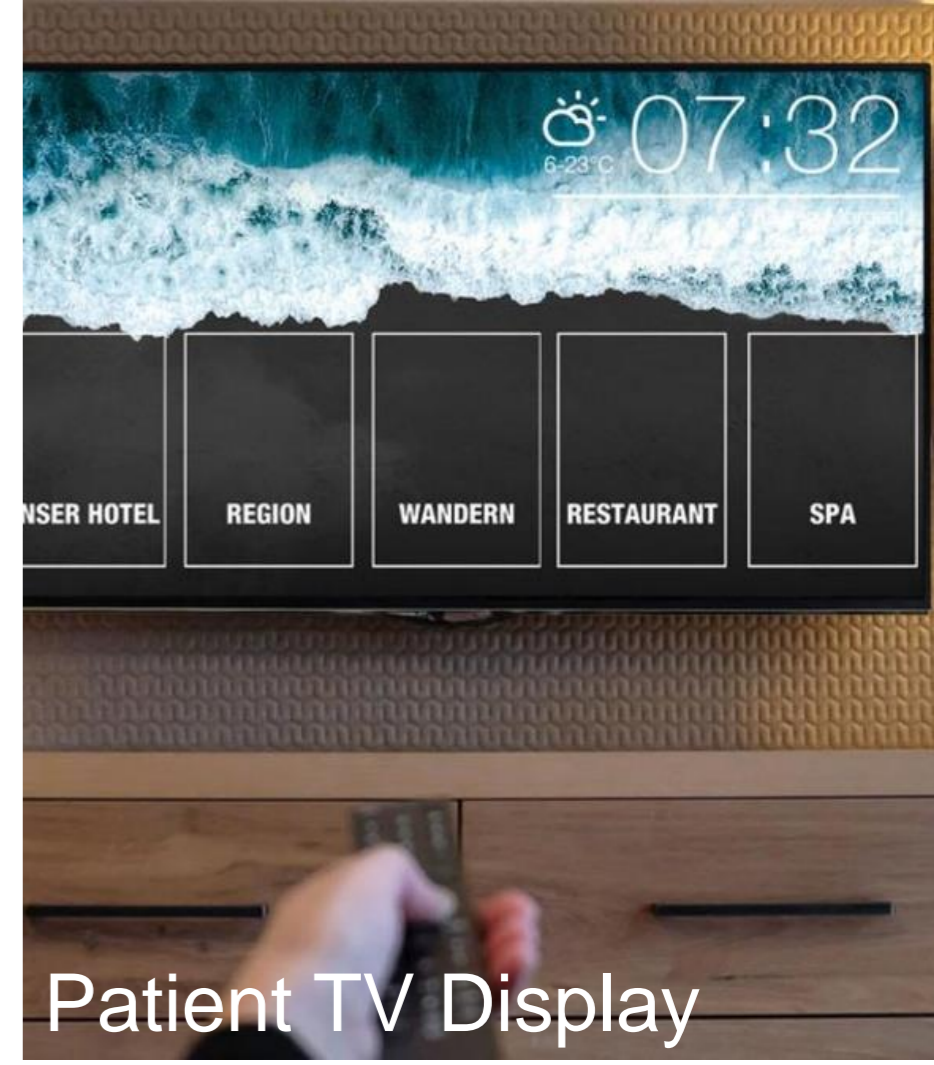 07:32
6-23°C
NSER HOTEL
REGION
WANDERN
RESTAURANT
SPA
Patient TV Display